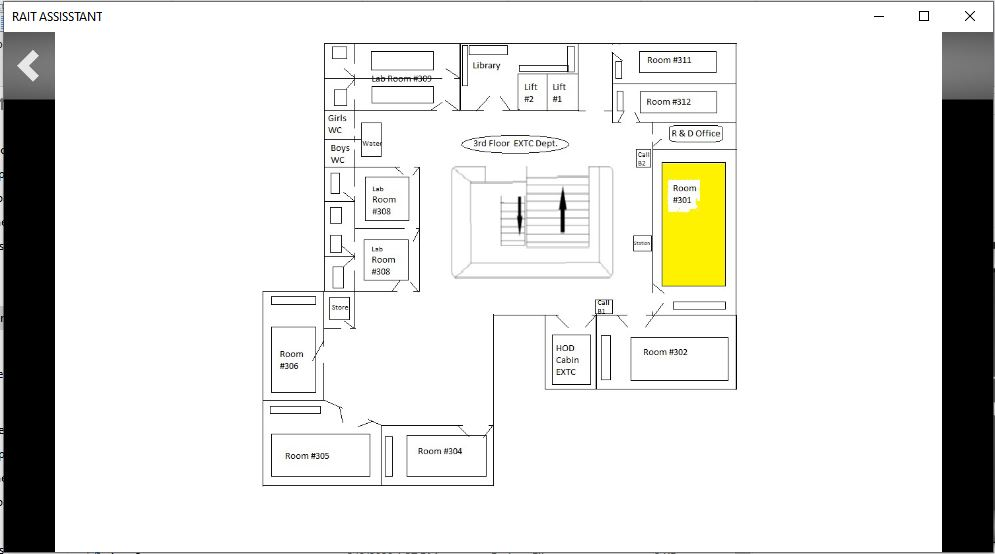 RAIT ASSISSTANT
Lab Room #309
Library
Lift
#2
Lift
#1
Room #311
Room #312
R & D Office
Girls
WC
Water
Boys
WC
3rd Floor EXTC Dept.
Call
B2
Room
#301
Lab
Room
#308
Station
Lab
Room
#308
Store
Call
B1
Room
#306
HOD
Cabin
EXTC
Room #302
Room #305
Room #304